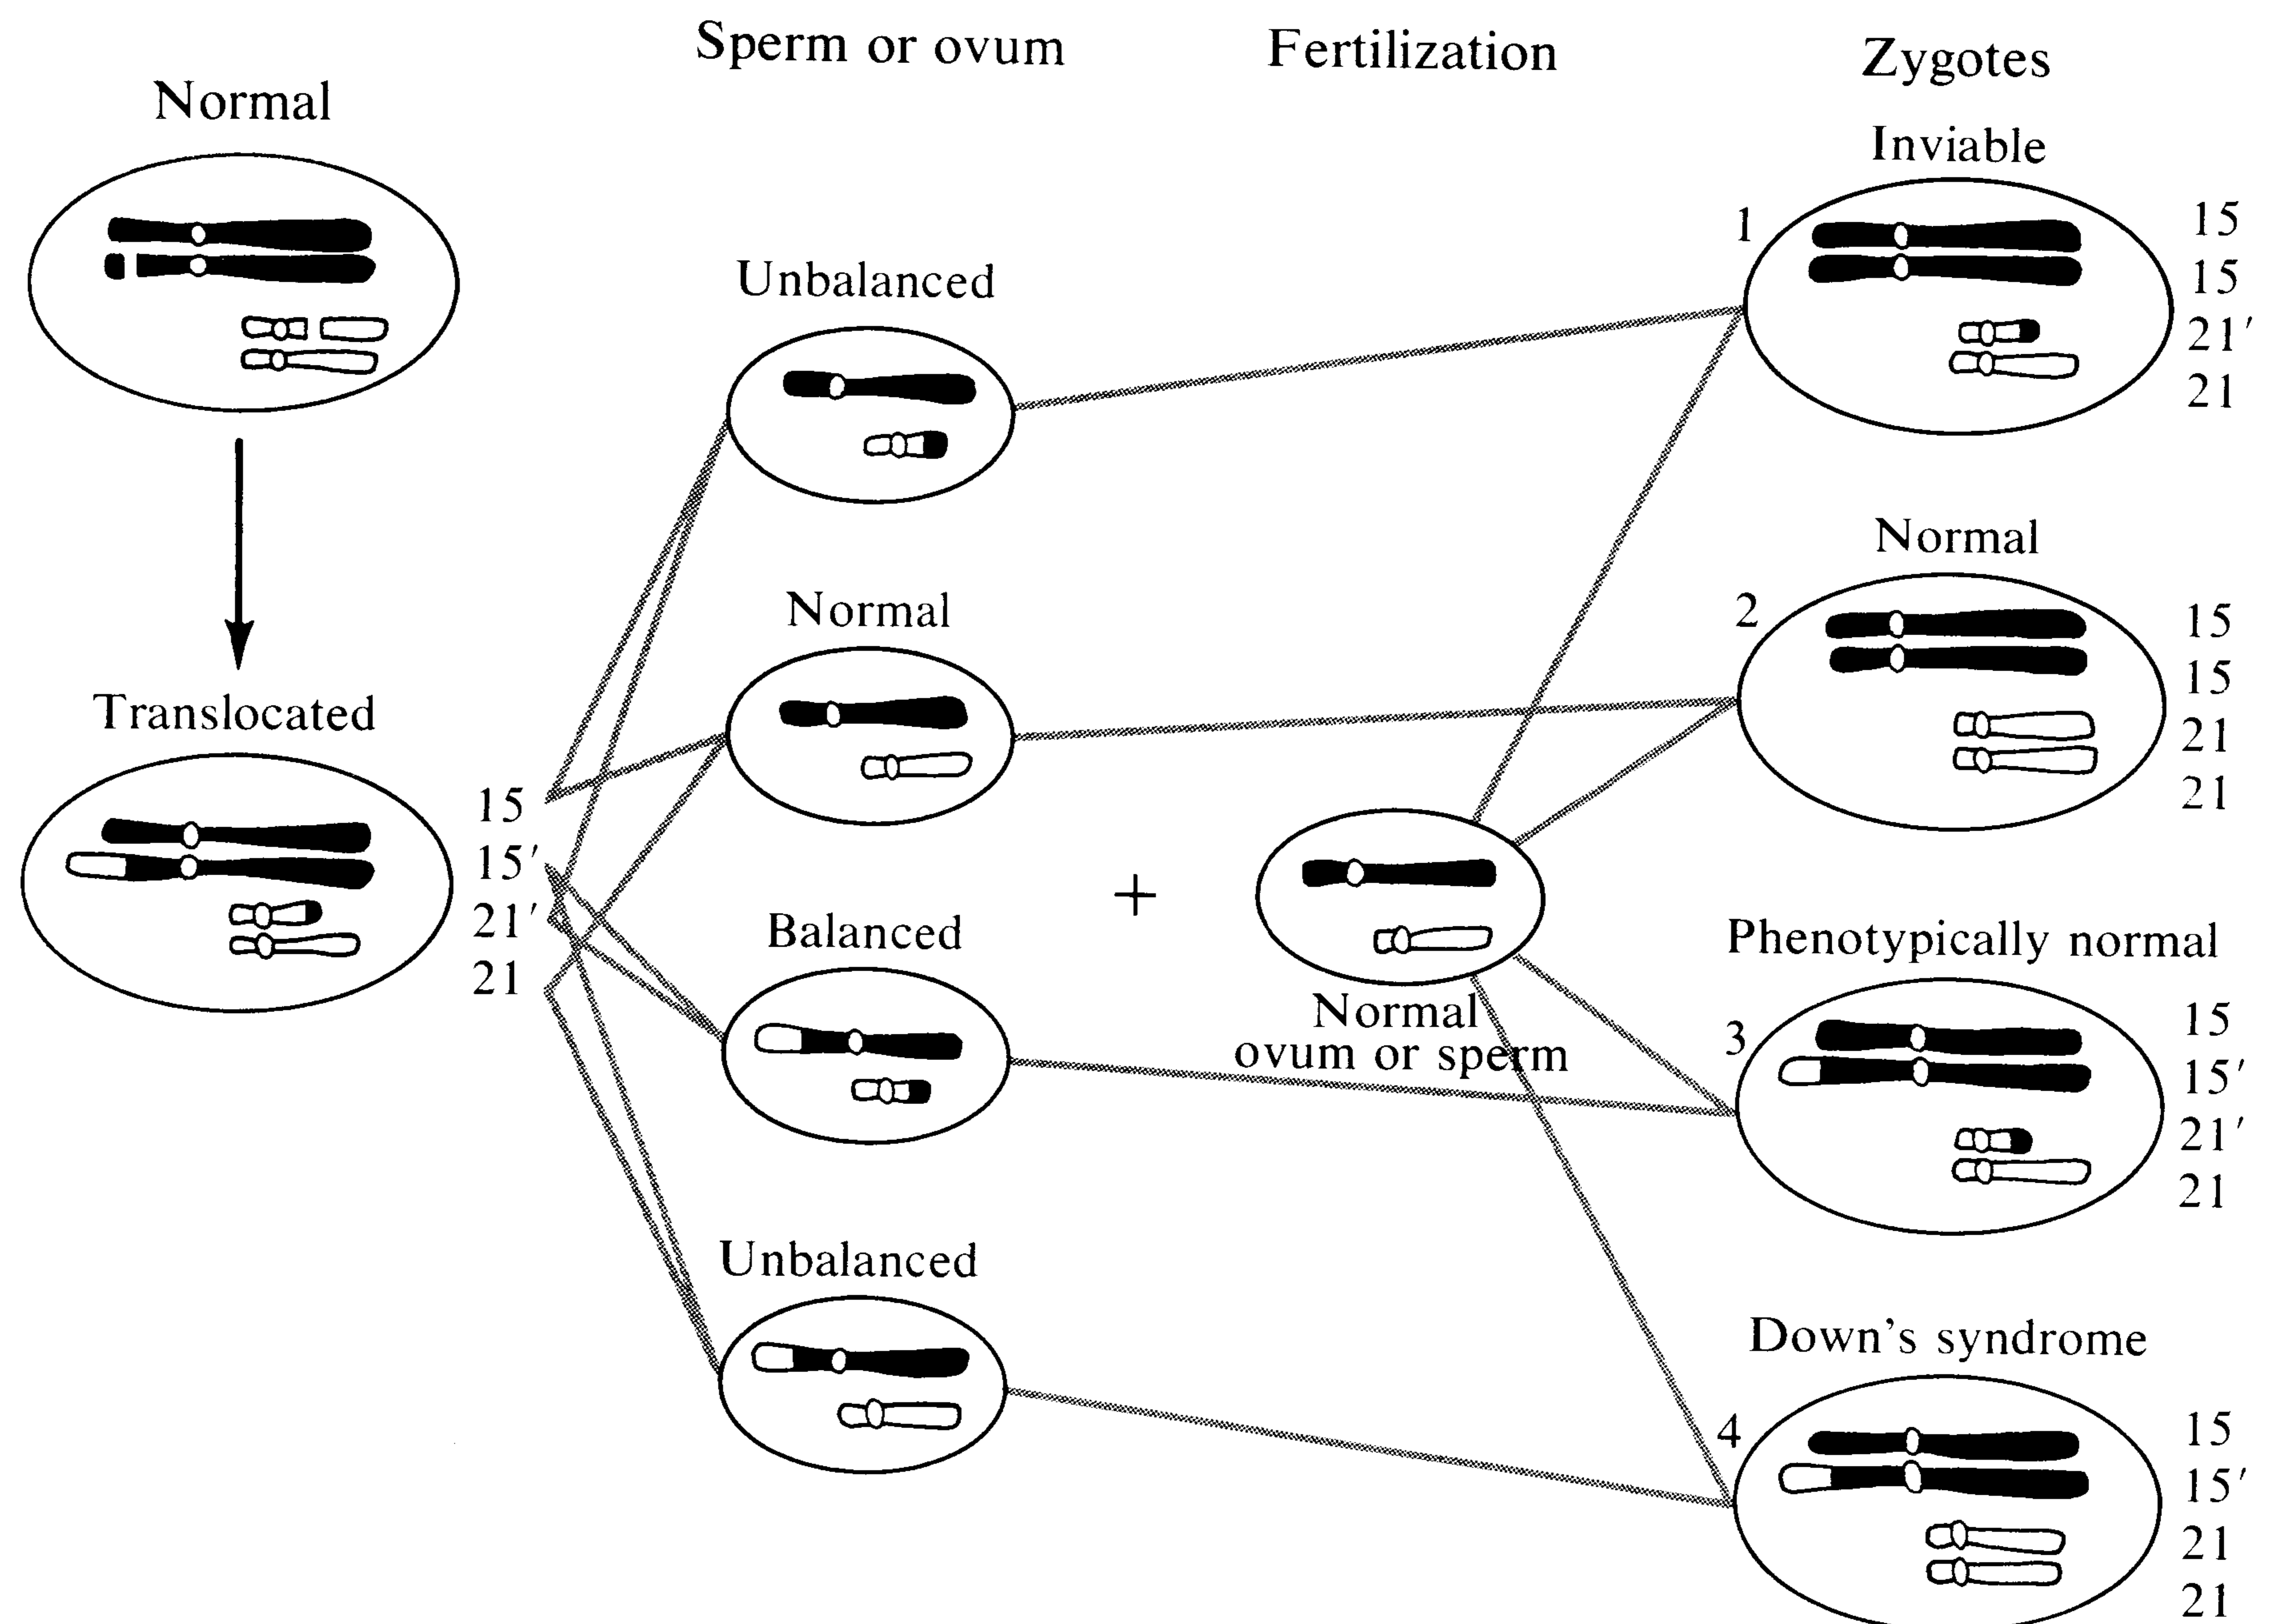 Sperm or ovum
Fertilization
Zygotes
Normal
Translocated
15
15′
21′
21
Unbalanced
Normal
Balanced
Unbalanced
+
Normal
ovum or sperm
Inviable
1
15
15
21′
21
Normal
2
15
15
21
21
Phenotypically normal
3
15
15′
21′
21
Down's syndrome
4
15
15′
21
21